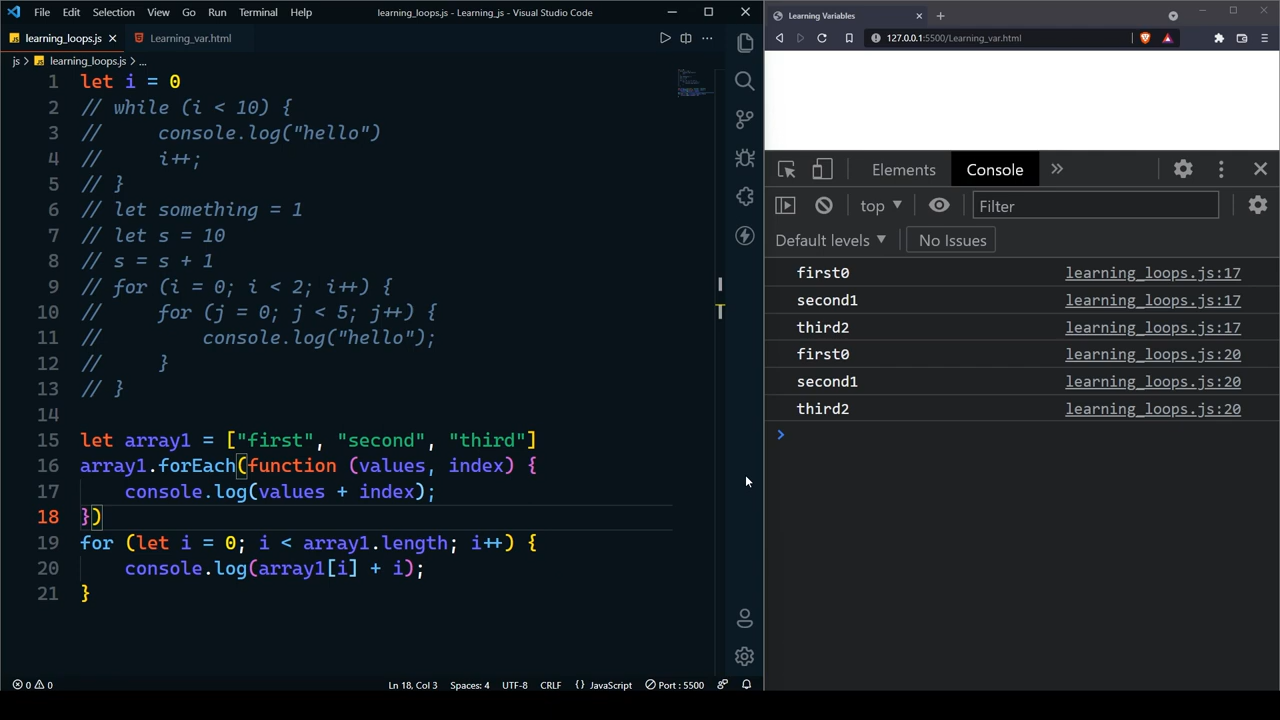 File Edit Selection View Go Run Terminal Help learning_loops.js - Learning_js - Visual Studio Code
learning_loops.js Learning_var.html
js > learning_loops.js > ...
1 let i = 0
2 // while (i < 10) {
3 //     console.log("hello")
4 //     i++;
5 // }
6 // let something = 1
7 // let s = 10
8 // s = s + 1
9 // for (i = 0; i < 2; i++) {
10 //     for (j = 0; j < 5; j++) {
11 //         console.log("hello");
12 //     }
13 // }
14
15 let array1 = ["first", "second", "third"]
16 array1.forEach(function (values, index) {
17     console.log(values + index);
18 })
19 for (let i = 0; i < array1.length; i++) {
20     console.log(array1[i] + i);
21 }
0 0 Ln 18, Col 3 Spaces: 4 UTF-8 CRLF {} JavaScript Port : 5500
Learning Variables
127.0.0.1:5500/Learning_var.html
Elements Console
top Filter
Default levels No Issues
first0 learning_loops.js:17
second1 learning_loops.js:17
third2 learning_loops.js:17
first0 learning_loops.js:20
second1 learning_loops.js:20
third2 learning_loops.js:20